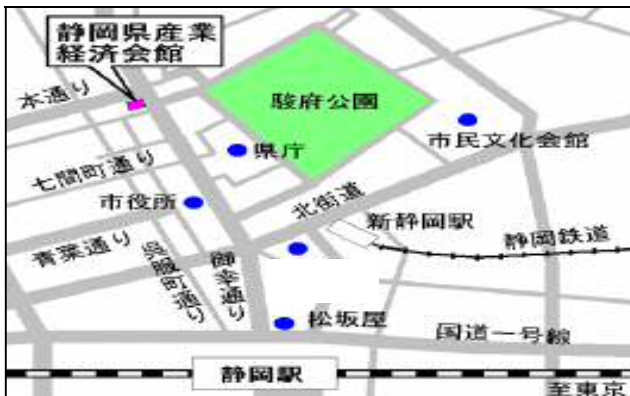 静岡県産業
経済会館
本通り
駿府公園
市民文化会館
県庁
七間町通り
市役所
北街道
新静岡駅
静岡鉄道
青葉通り
呉服町通り
御幸通り
松坂屋
国道一号線
静岡駅
至東京